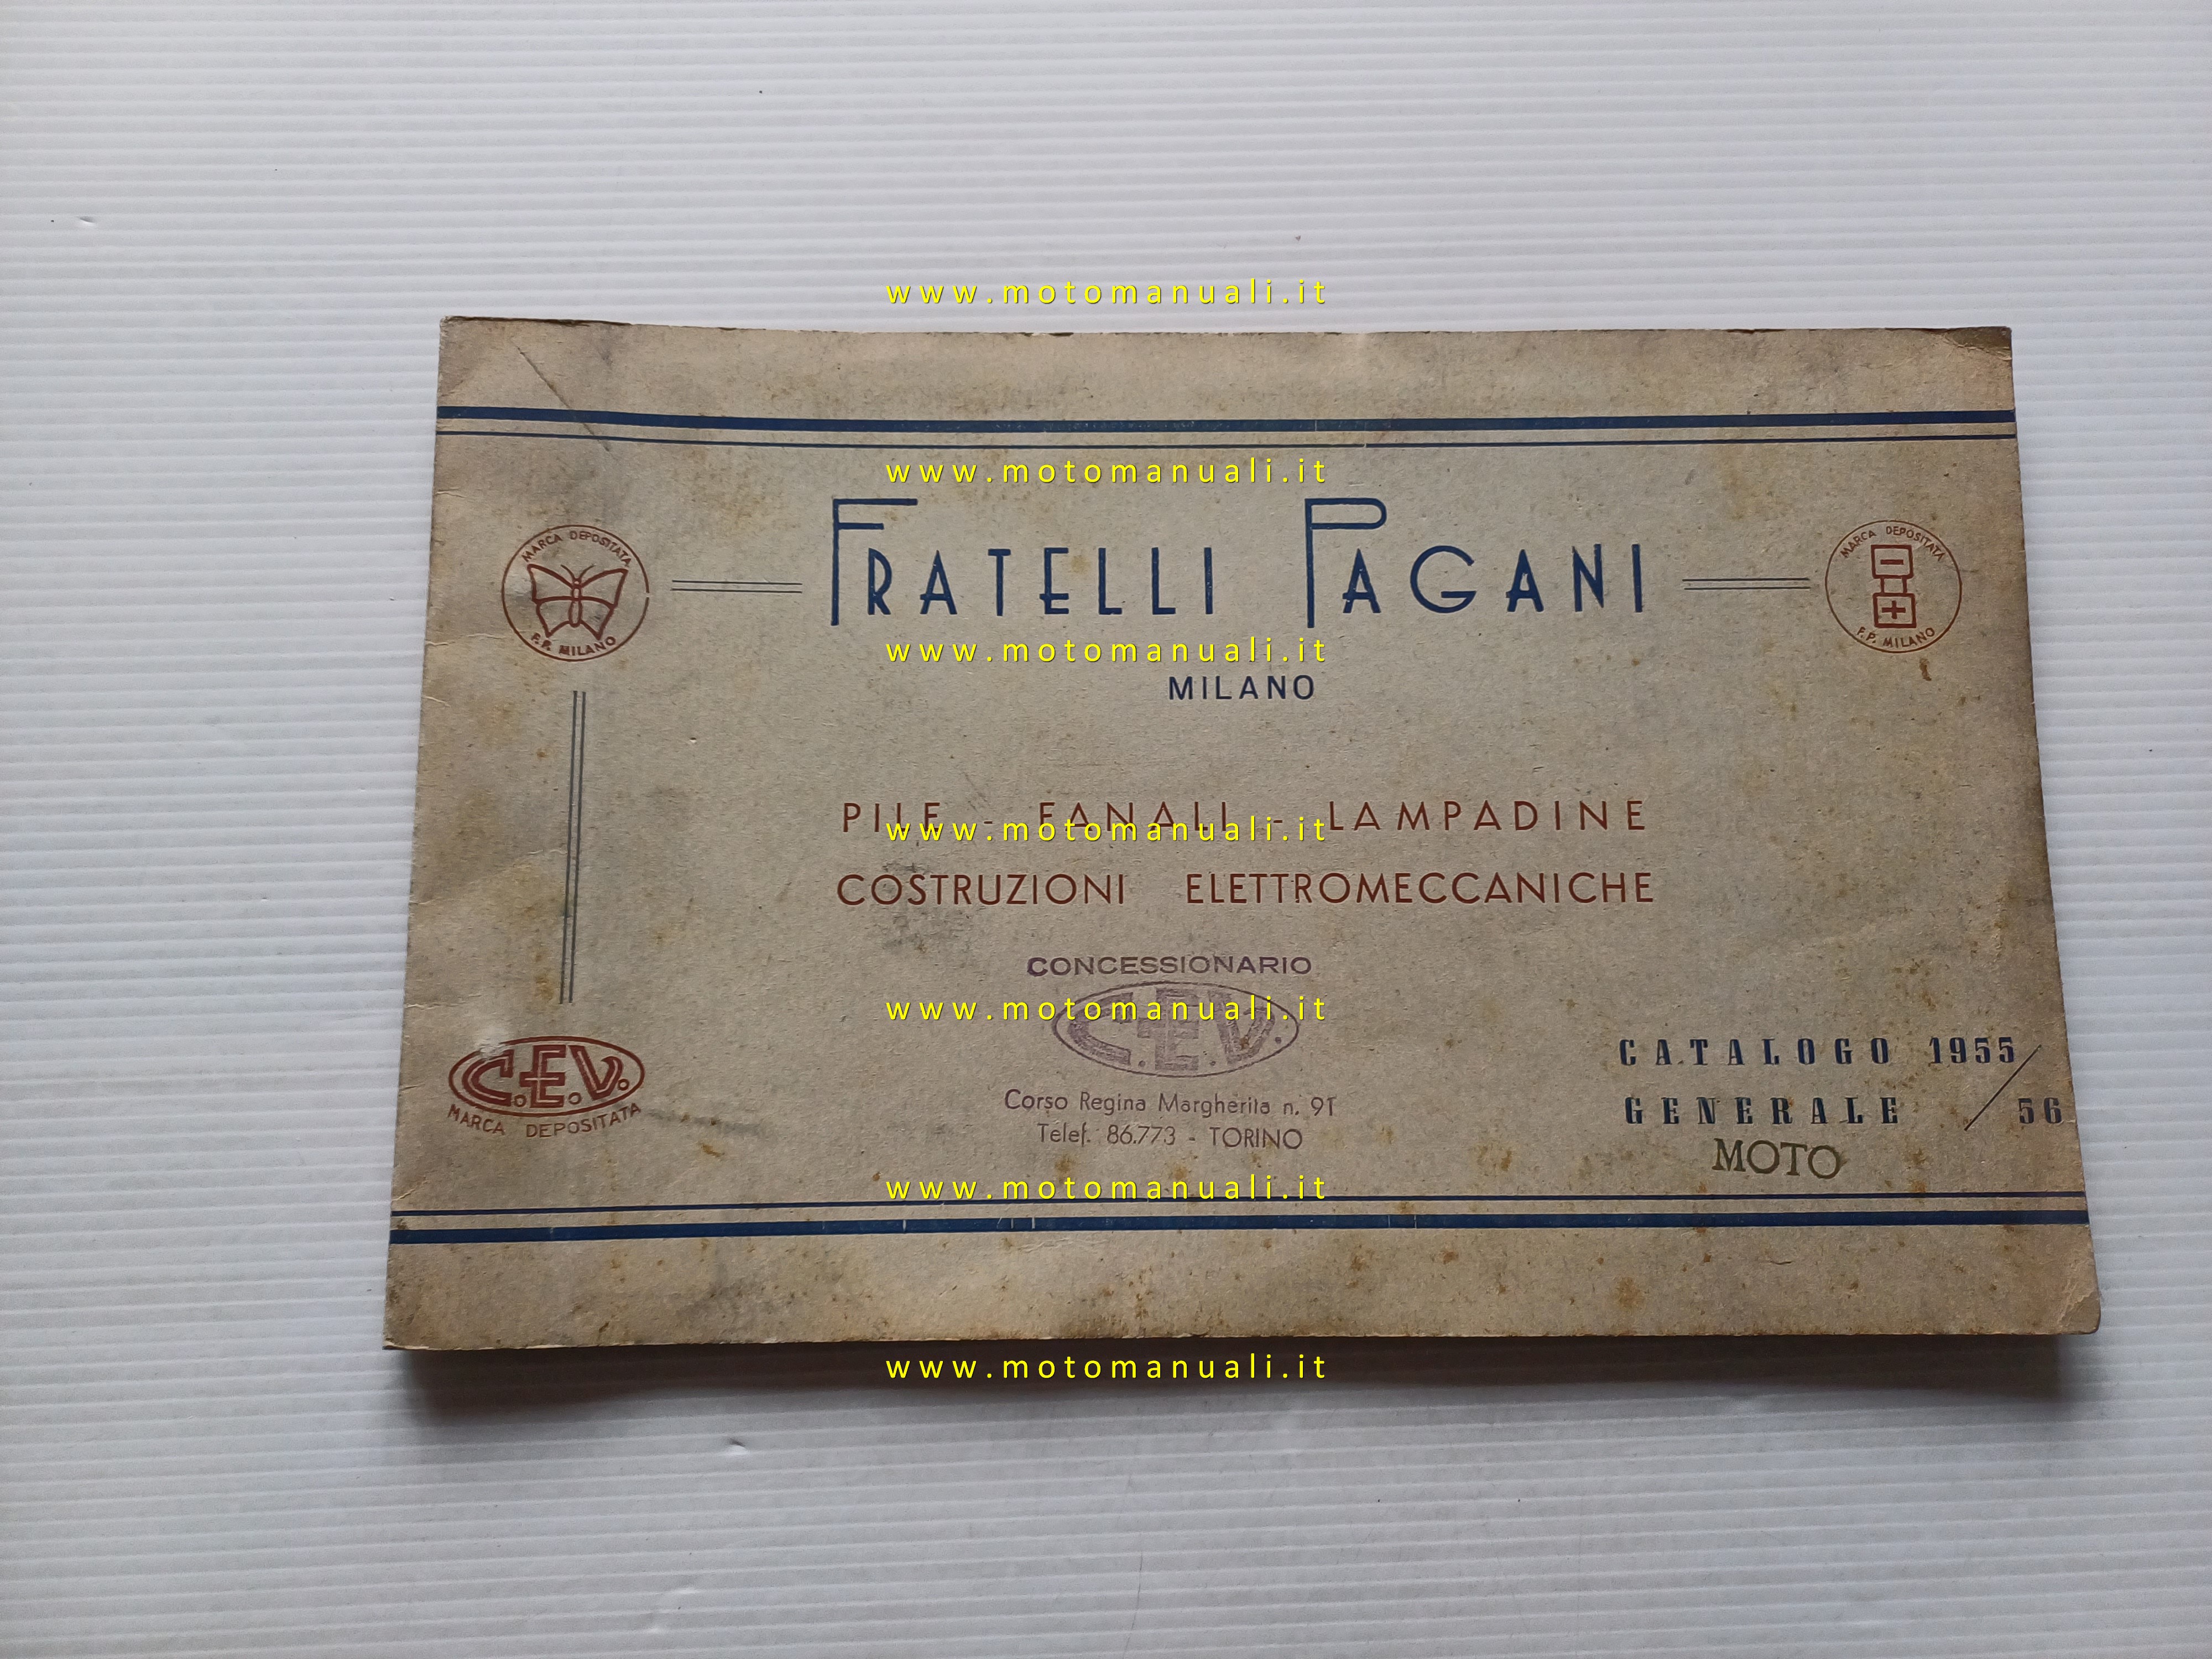 www.motomanuali.it
www.motomanuali.it
MARCA DEPOSITATA
F.P. MILANO
FRATELLI PAGANI
MARCA DEPOSITATA
F.P. MILANO
www.motomanuali.it
MILANO
PILE - FANALI - LAMPADINE
www.motomanuali.it
COSTRUZIONI ELETTROMECCANICHE
CONCESSIONARIO
C.E.V.
www.motomanuali.it
Corso Regina Margherita n. 91
Telef. 86.773 - TORINO
C.E.V.
MARCA DEPOSITATA
CATALOGO 1955/
GENERALE / 56
MOTO
www.motomanuali.it
www.motomanuali.it